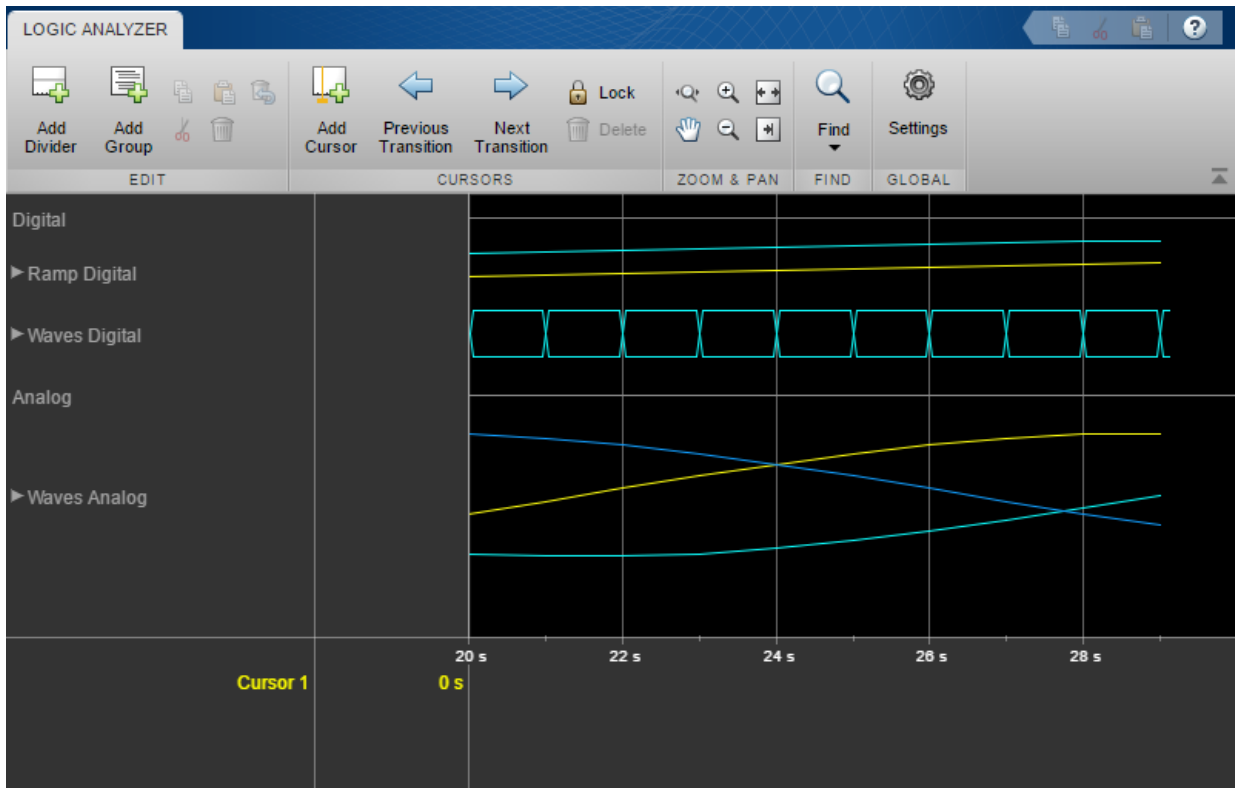 LOGIC ANALYZER
?
Add Divider
Add Group
Add Cursor
Previous Transition
Next Transition
Lock
Delete
Find
Settings
EDIT
CURSORS
ZOOM & PAN
FIND
GLOBAL
Digital
Ramp Digital
Waves Digital
Analog
Waves Analog
20 s 22 s 24 s 26 s 28 s
Cursor 1 0 s